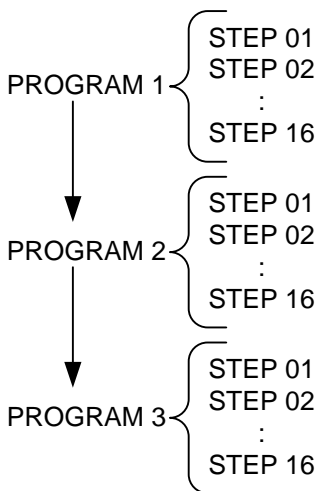 STEP 01
STEP 02
PROGRAM 1
:
STEP 16
STEP 01
STEP 02
PROGRAM 2
:
STEP 16
STEP 01
STEP 02
PROGRAM 3
:
STEP 16